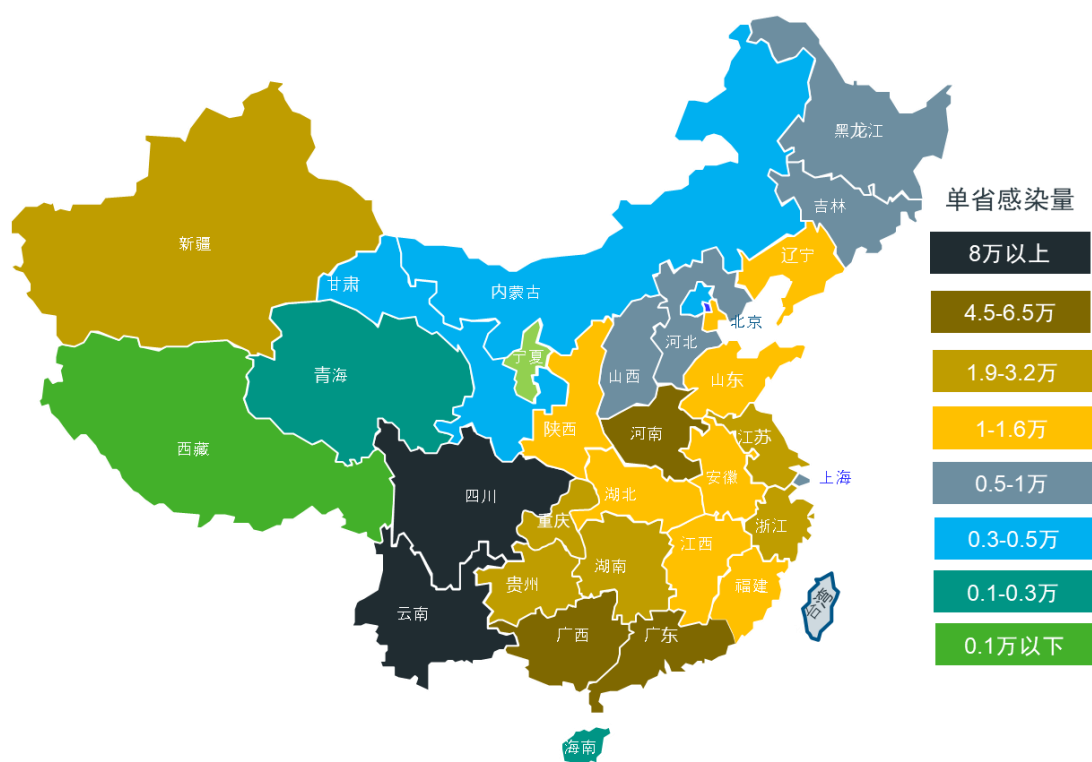 黑龙江
吉林
单省感染量
新疆
辽宁
8万以上
甘肃
内蒙古
4.5-6.5万
北京
河北
宁夏
青海
山西
山东
1.9-3.2万
陕西
河南
江苏
1-1.6万
西藏
安徽
上海
四川
湖北
0.5-1万
重庆
浙江
江西
0.3-0.5万
湖南
贵州
福建
0.1-0.3万
台湾
云南
广西
广东
0.1万以下
海南